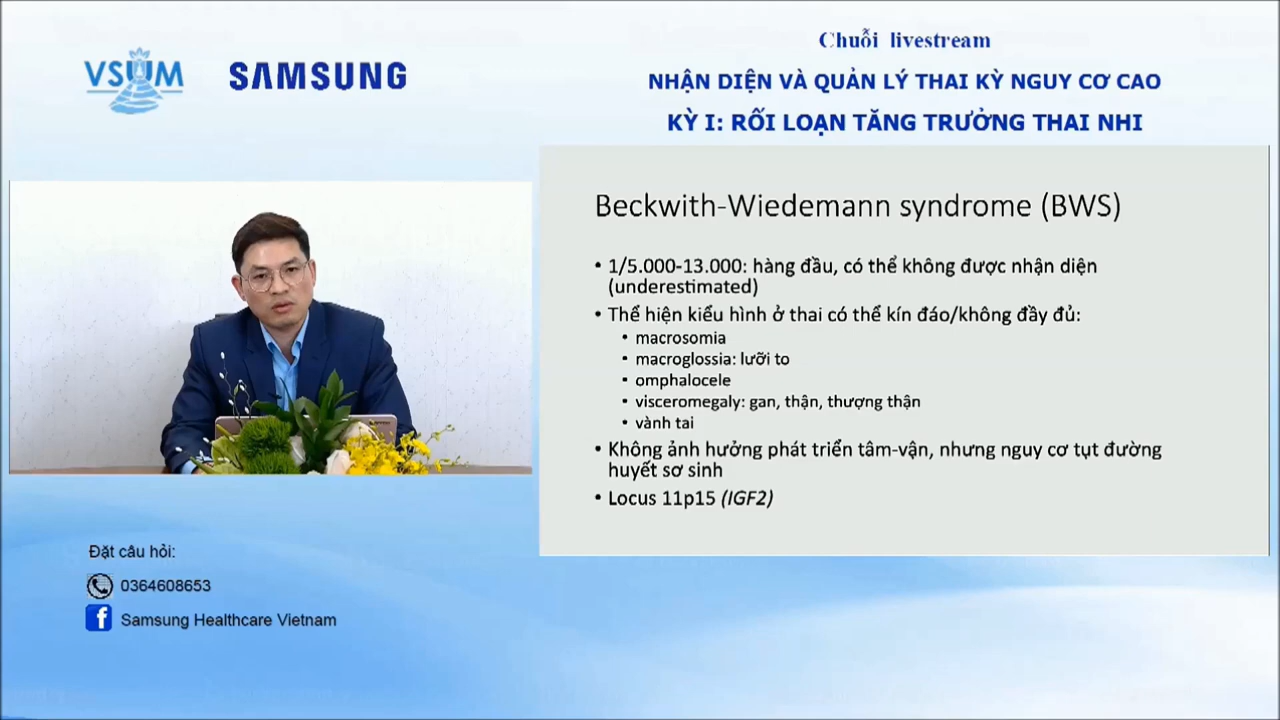 VSUM
SAMSUNG
Chuỗi livestream
NHẬN DIỆN VÀ QUẢN LÝ THAI KỲ NGUY CƠ CAO
KỲ I: RỐI LOẠN TĂNG TRƯỞNG THAI NHI
Beckwith-Wiedemann syndrome (BWS)
• 1/5.000-13.000: hàng đầu, có thể không được nhận diện
(underestimated)
• Thể hiện kiểu hình ở thai có thể kín đáo/không đầy đủ:
• macrosomia
• macroglossia: lưỡi to
• omphalocele
• visceromegaly: gan, thận, thượng thận
• vành tai
• Không ảnh hưởng phát triển tâm-vận, nhưng nguy cơ tụt đường
huyết sơ sinh
• Locus 11p15 (IGF2)
Đặt câu hỏi:
0364608653
Samsung Healthcare Vietnam